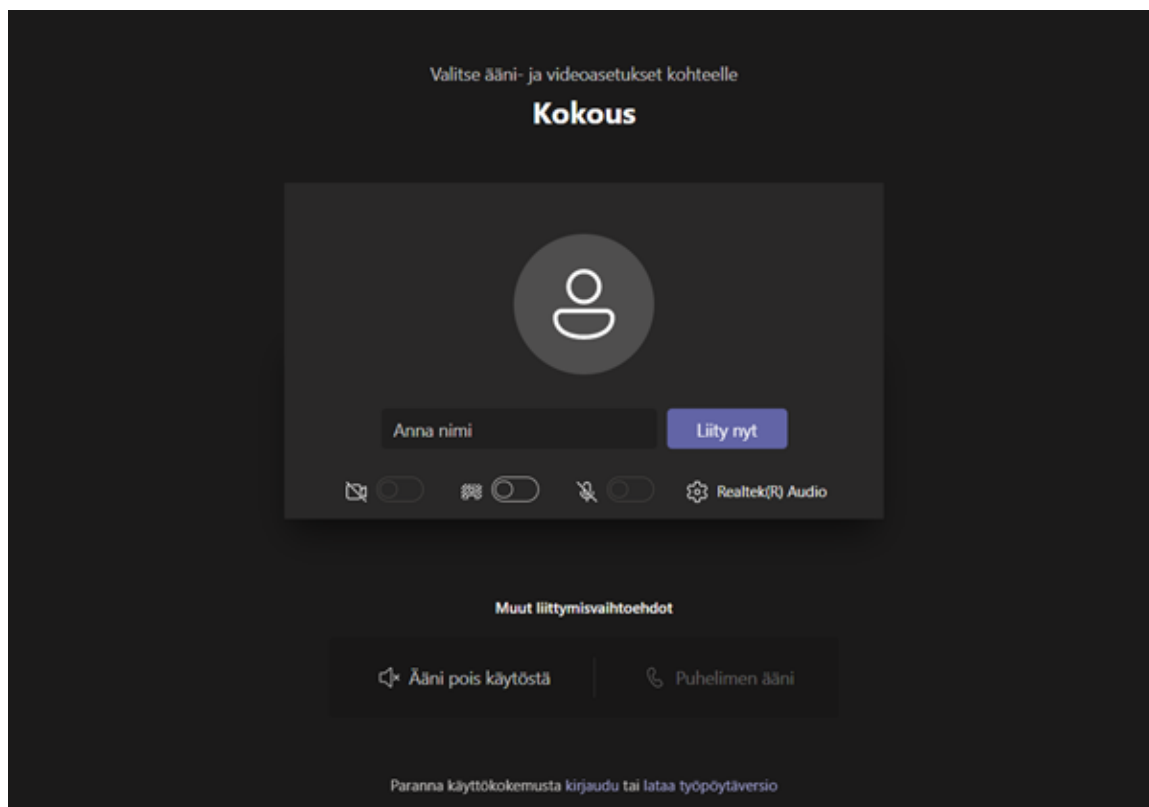 Valitse ääni- ja videoasetukset kohteelle
Kokous
Anna nimi
Liity nyt
Realtek(R) Audio
Muut liittymisvaihtoehdot
Ääni pois käytöstä
Puhelimen ääni
Paranna käyttökokemusta kirjaudu tai lataa työpöytäversio